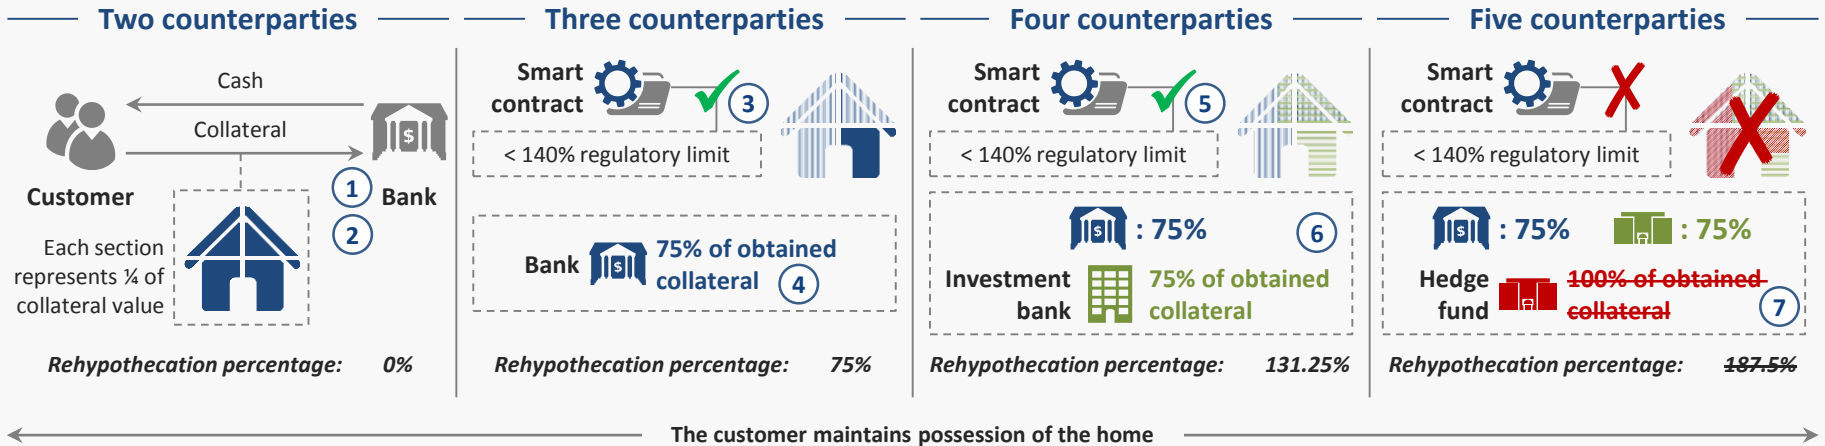 Two counterparties
Cash
Collateral
$
Customer
1
Bank
2
Each section
represents ¼ of
collateral value
Rehypothecation percentage: 0%
Three counterparties
Smart
contract
3
< 140% regulatory limit
Bank
$
75% of obtained
collateral
4
Rehypothecation percentage: 75%
Four counterparties
Smart
contract
5
< 140% regulatory limit
$
: 75%
6
Investment
bank
75% of obtained
collateral
Rehypothecation percentage: 131.25%
Five counterparties
Smart
contract
< 140% regulatory limit
$
: 75%
: 75%
Hedge
fund
100% of obtained
collateral
7
Rehypothecation percentage: 187.5%
The customer maintains possession of the home